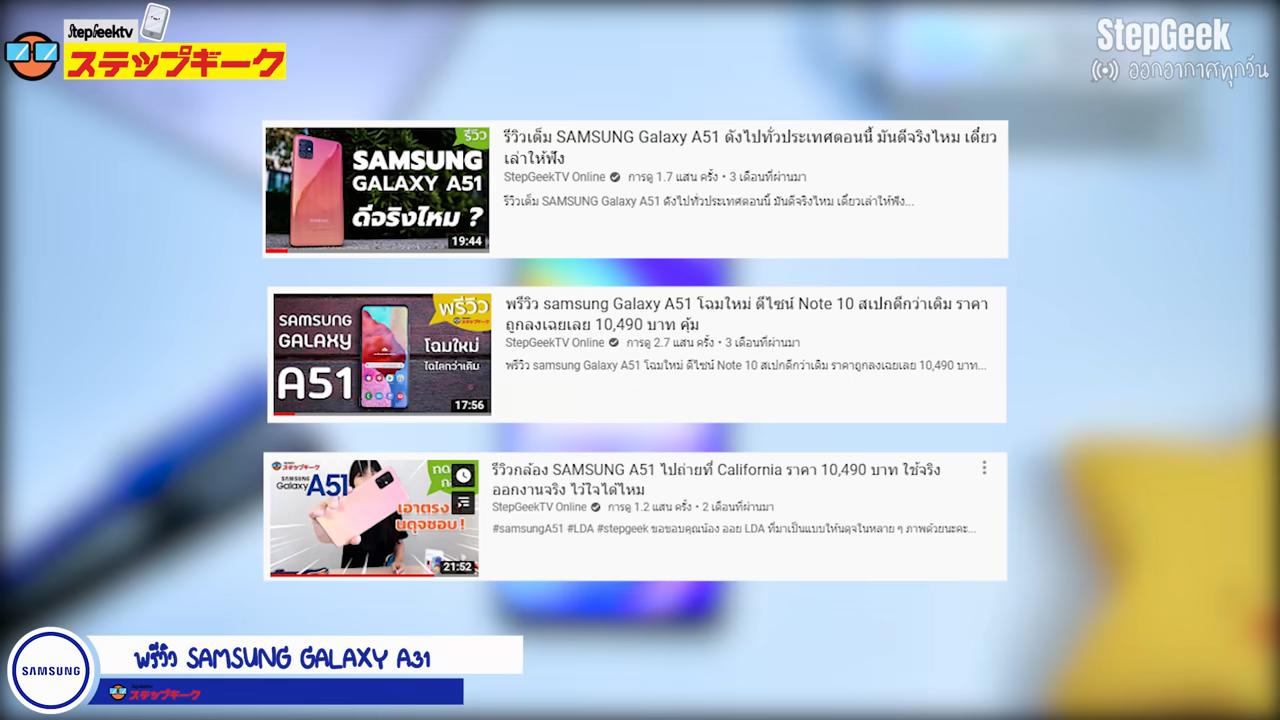 StepGeektv
ステップギーク
StepGeek
ออกอากาศทุกวัน
รีวิว
SAMSUNG
GALAXY A51
ดีจริงไหม ?
19:44
รีวิวเต็ม SAMSUNG Galaxy A51 ดังไปทั่วประเทศตอนนี้ มันดีจริงไหม เดี๋ยว
เล่าให้ฟัง
StepGeekTV Online การดู 1.7 แสน ครั้ง • 3 เดือนที่ผ่านมา
รีวิวเต็ม SAMSUNG Galaxy A51 ดังไปทั่วประเทศตอนนี้ มันดีจริงไหม เดี๋ยวเล่าให้ฟัง...
พรีวิว
SAMSUNG
GALAXY
A51
โฉมใหม่
ไฉไลกว่าเดิม
17:56
พรีวิว samsung Galaxy A51 โฉมใหม่ ดีไซน์ Note 10 สเปกดีกว่าเดิม ราคา
ถูกลงเฉยเลย 10,490 บาท คุ้ม
StepGeekTV Online การดู 2.7 แสน ครั้ง • 3 เดือนที่ผ่านมา
พรีวิว samsung Galaxy A51 โฉมใหม่ ดีไซน์ Note 10 สเปกดีกว่าเดิม ราคาถูกลงเฉยเลย 10,490 บาท...
ステップギーク
SAMSUNG
Galaxy A51
เอาตรง
นดุจชอบ !
21:52
รีวิวกล้อง SAMSUNG A51 ไปถ่ายที่ California ราคา 10,490 บาท ใช้จริง
ออกงานจริง ไว้ใจได้ไหม
StepGeekTV Online การดู 1.2 แสน ครั้ง • 2 เดือนที่ผ่านมา
#samsungA51 #LDA #stepgeek ขอขอบคุณน้อง ออย LDA ที่มาเป็นแบบให้นดุจในหลาย ๆ ภาพด้วยนะคะ...
SAMSUNG
พรีวิว SAMSUNG GALAXY A31
ステップギーク